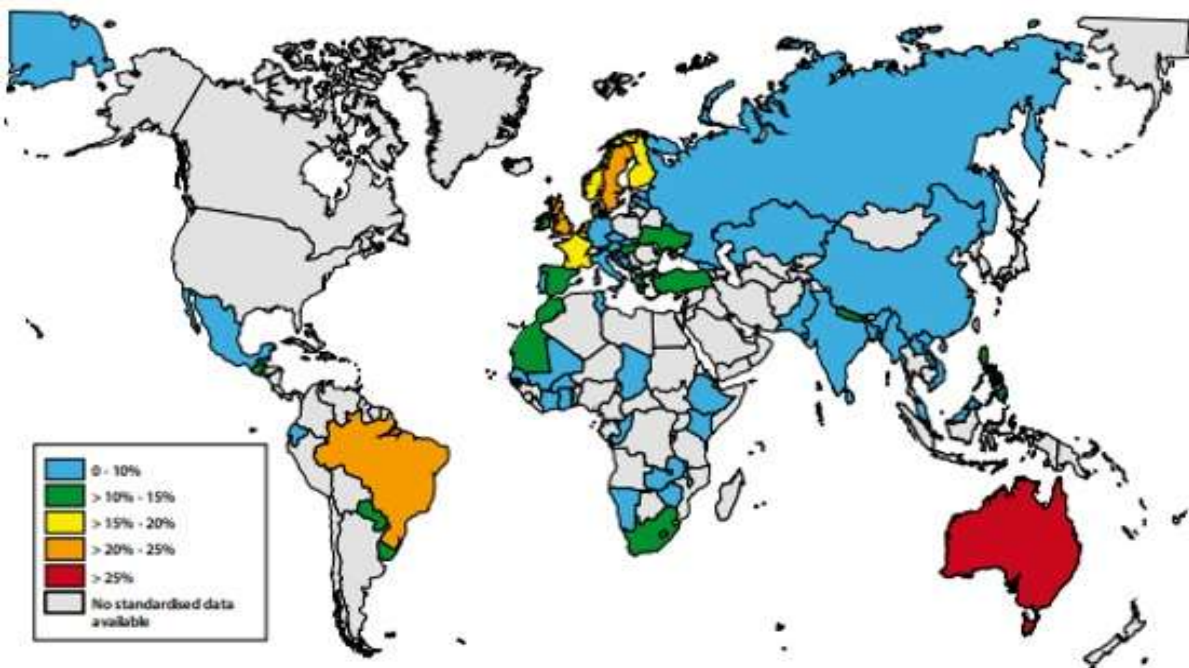 0 - 10%
> 10% - 15%
> 15% - 20%
> 20% - 25%
> 25%
No standardised data
available